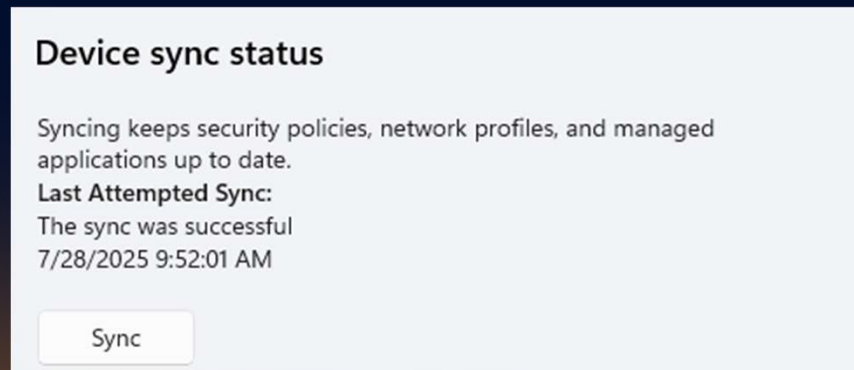 Device sync status
Syncing keeps security policies, network profiles, and managed
applications up to date.
Last Attempted Sync:
The sync was successful
7/28/2025 9:52:01 AM
Sync